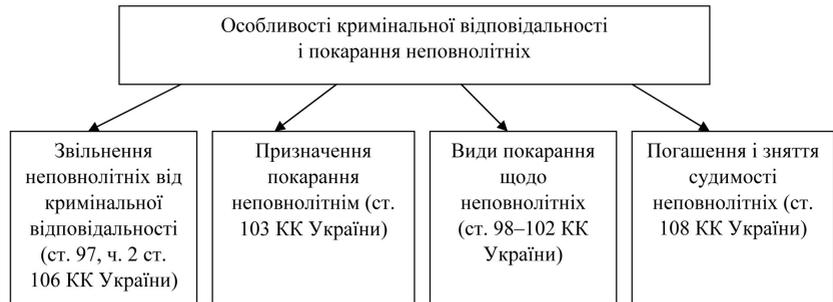 Особливості кримінальної відповідальності
і покарання неповнолітніх
Звільнення
неповнолітніх від
кримінальної
відповідальності
(ст. 97, ч. 2 ст.
106 КК України)
Призначення
покарання
неповнолітнім (ст.
103 КК України)
Види покарання
щодо
неповнолітніх
(ст. 98–102 КК
України)
Погашення і зняття
судимості
неповнолітніх (ст.
108 КК України)